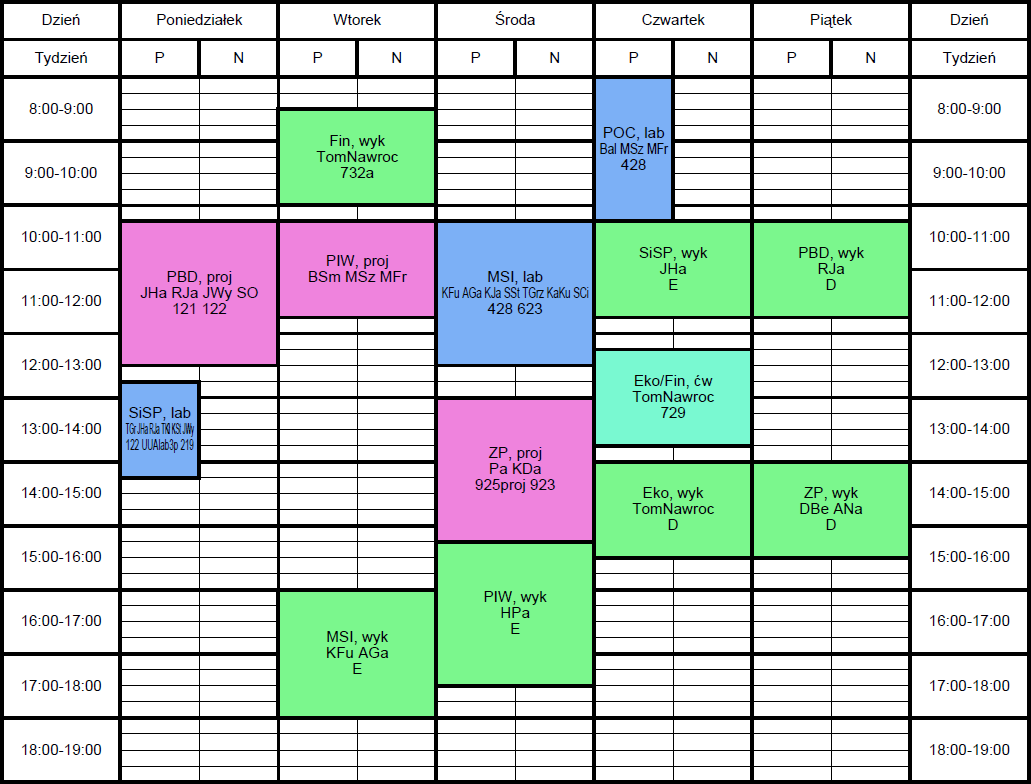 Dzień Poniedziałek Wtorek Środa Czwartek Piątek Dzień
Tydzień P N P N P N P N P N Tydzień
8:00-9:00 8:00-9:00
Fin, wyk
TomNawroc
732a
POC, lab
Bal MSz MFr
428
9:00-10:00 9:00-10:00
10:00-11:00 10:00-11:00
PBD, proj
JHa RJa JWy SO
121 122
PIW, proj
BSm MSz MFr
MSI, lab
KFu AGa KJa SSt TGrz KaKu SCi
428 623
SiSP, wyk
JHa
E
PBD, wyk
RJa
D
11:00-12:00 11:00-12:00
12:00-13:00 12:00-13:00
SiSP, lab
TGr JHa RJa TKl KSt JWy
122 UUAlab3p 219
Eko/Fin, ćw
TomNawroc
729
13:00-14:00 13:00-14:00
ZP, proj
Pa KDa
925proj 923
14:00-15:00 14:00-15:00
Eko, wyk
TomNawroc
D
ZP, wyk
DBe ANa
D
15:00-16:00 15:00-16:00
PIW, wyk
HPa
E
16:00-17:00 16:00-17:00
MSI, wyk
KFu AGa
E
17:00-18:00 17:00-18:00
18:00-19:00 18:00-19:00